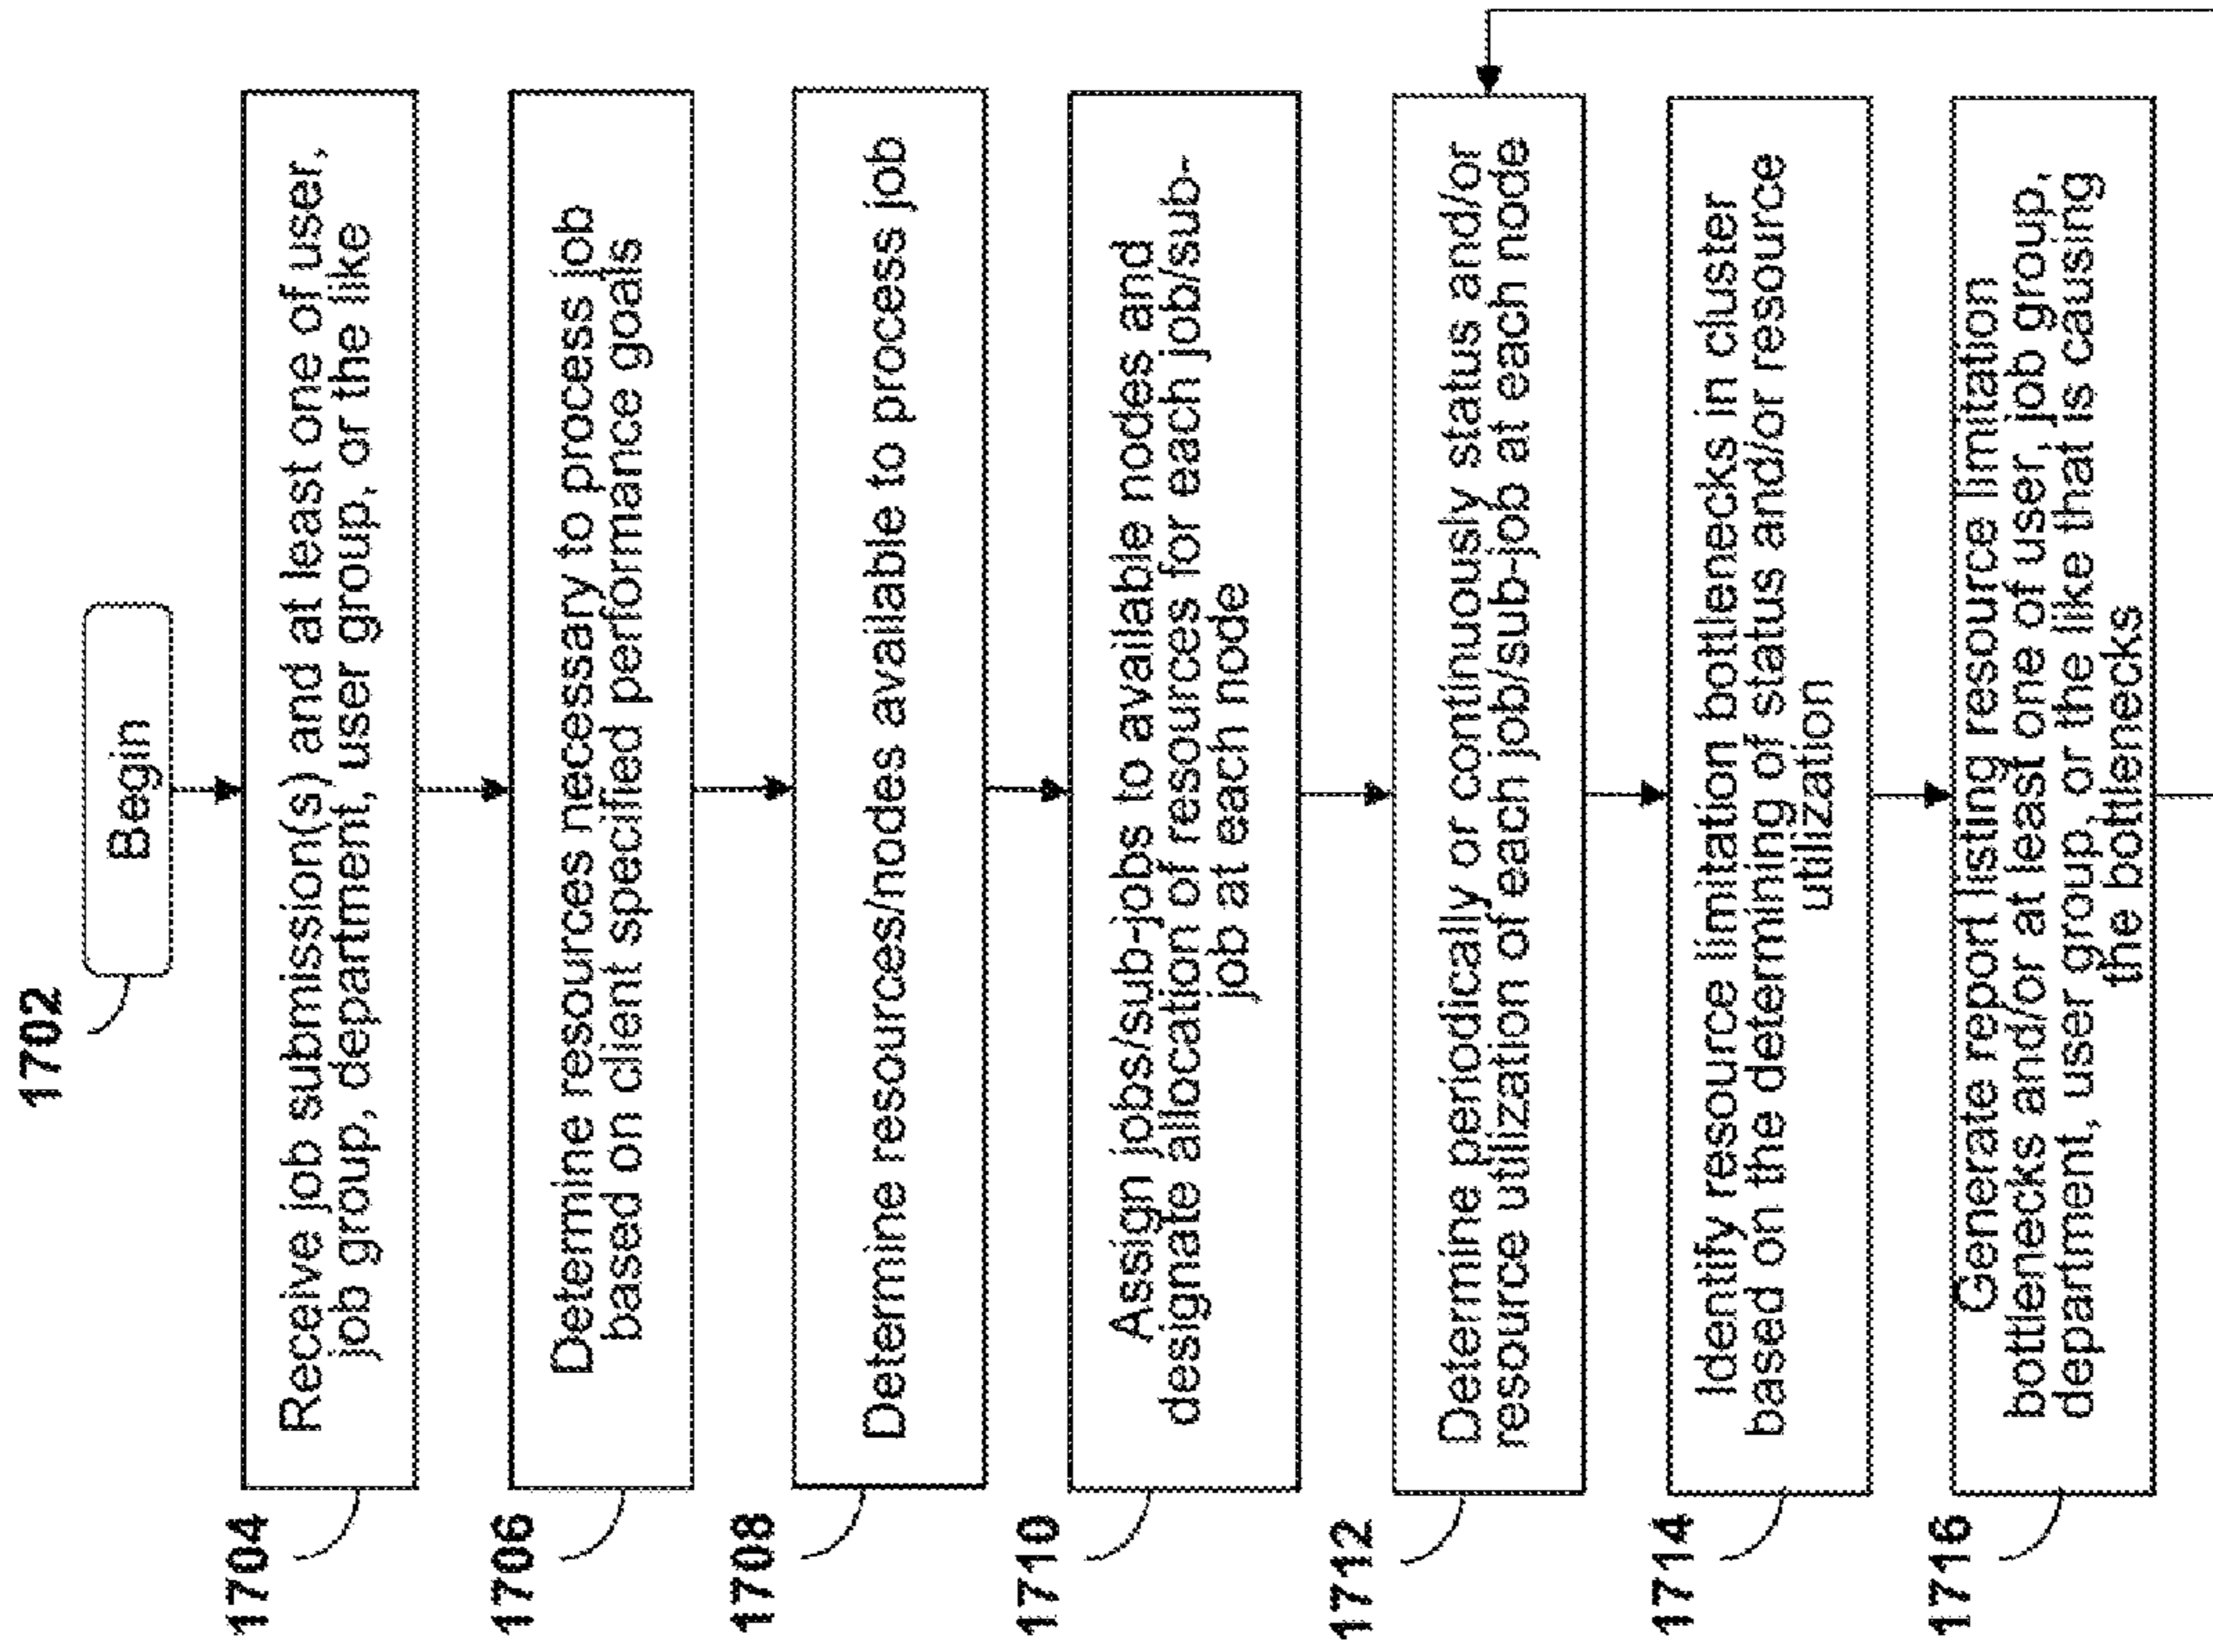 1702
Begin
1704
Receive job submission(s) and at least one of user,
job group, department, user group, or the like
1706
Determine resources necessary to process job
based on client specified performance goals
1708
Determine resources/nodes available to process job
1710
Assign jobs/sub-jobs to available nodes and
designate allocation of resources for each job/sub-
job at each node
1712
Determine periodically or continuously status and/or
resource utilization of each job/sub-job at each node
1714
Identify resource limitation bottlenecks in cluster
based on the determining of status and/or resource
utilization
1716
Generate report listing resource limitation
bottlenecks and/or at least one of user, job group,
department, user group, or the like that is causing
the bottlenecks